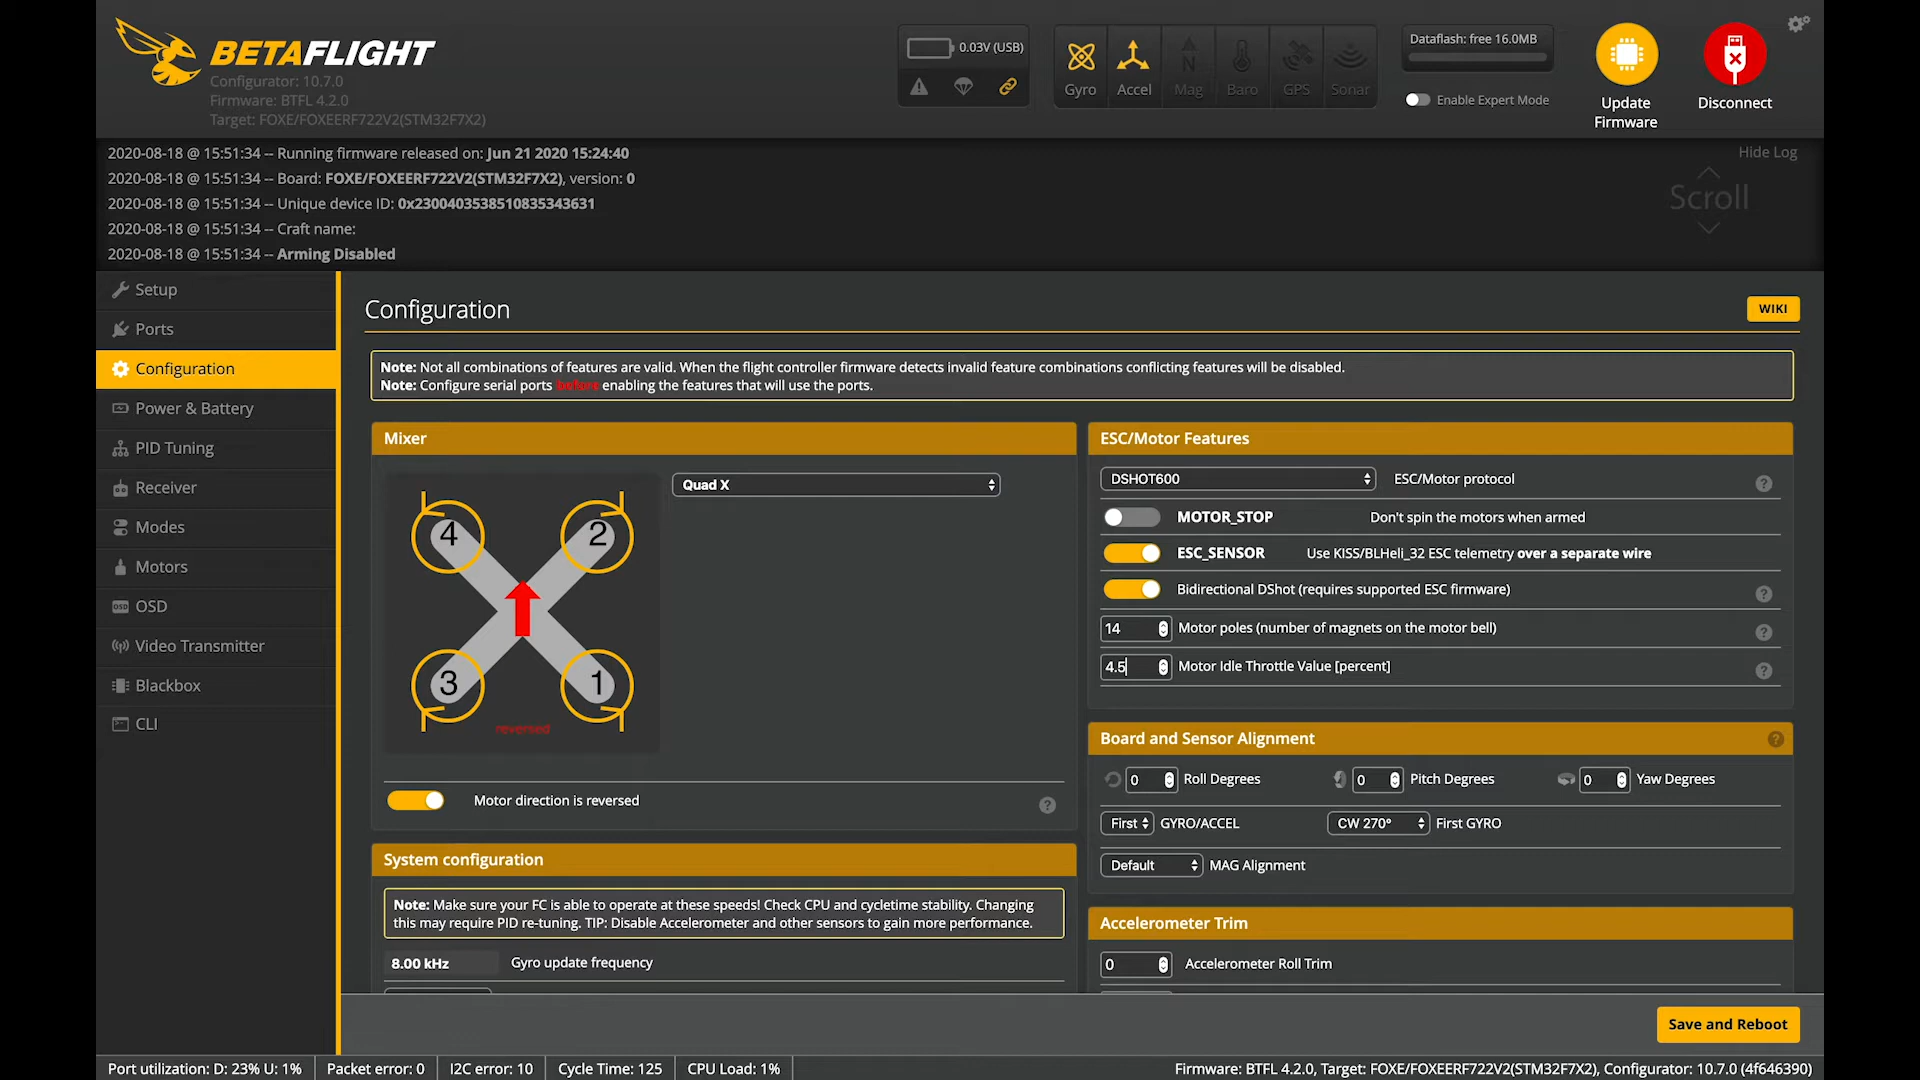 BETAFLIGHT
Configurator: 10.7.0
Firmware: BTFL 4.2.0
Target: FOXE/FOXEERF722V2(STM32F7X2)
0.03V (USB)
Gyro
Accel
Mag
Baro
GPS
Sonar
Dataflash: free 16.0MB
Enable Expert Mode
Update
Firmware
Disconnect
2020-08-18 @ 15:51:34 -- Running firmware released on: Jun 21 2020 15:24:40
2020-08-18 @ 15:51:34 -- Board: FOXE/FOXEERF722V2(STM32F7X2), version: 0
2020-08-18 @ 15:51:34 -- Unique device ID: 0x2300403538510835343631
2020-08-18 @ 15:51:34 -- Craft name:
2020-08-18 @ 15:51:34 -- Arming Disabled
Hide Log
Scroll
Setup
Ports
Configuration
Power & Battery
PID Tuning
Receiver
Modes
Motors
OSD
Video Transmitter
Blackbox
CLI
Configuration
WIKI
Note: Not all combinations of features are valid. When the flight controller firmware detects invalid feature combinations conflicting features will be disabled.
Note: Configure serial ports before enabling the features that will use the ports.
Mixer
Quad X
4
2
3
1
reversed
Motor direction is reversed
System configuration
Note: Make sure your FC is able to operate at these speeds! Check CPU and cycletime stability. Changing
this may require PID re-tuning. TIP: Disable Accelerometer and other sensors to gain more performance.
8.00 kHz Gyro update frequency
ESC/Motor Features
DSHOT600 ESC/Motor protocol
MOTOR_STOP Don't spin the motors when armed
ESC_SENSOR Use KISS/BLHeli_32 ESC telemetry over a separate wire
Bidirectional DShot (requires supported ESC firmware)
14 Motor poles (number of magnets on the motor bell)
4.5 Motor Idle Throttle Value [percent]
Board and Sensor Alignment
0 Roll Degrees 0 Pitch Degrees 0 Yaw Degrees
First GYRO/ACCEL CW 270° First GYRO
Default MAG Alignment
Accelerometer Trim
0 Accelerometer Roll Trim
Save and Reboot
Port utilization: D: 23% U: 1% Packet error: 0 I2C error: 10 Cycle Time: 125 CPU Load: 1% Firmware: BTFL 4.2.0, Target: FOXE/FOXEERF722V2(STM32F7X2), Configurator: 10.7.0 (4f646390)